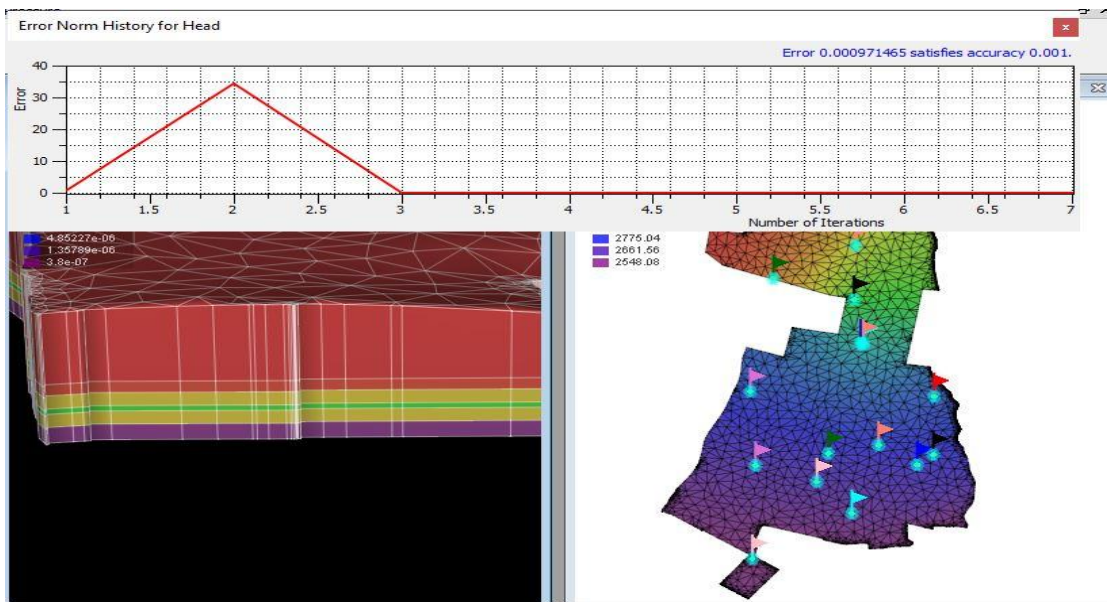 Error Norm History for Head
Error 0.000971465 satisfies accuracy 0.001.
40
30
20
10
0
Error
1 1.5 2 2.5 3 3.5 4 4.5 5 5.5 6 6.5 7
Number of Iterations
4.85227e-06
1.35789e-06
3.8e-07
2775.04
2661.56
2548.08